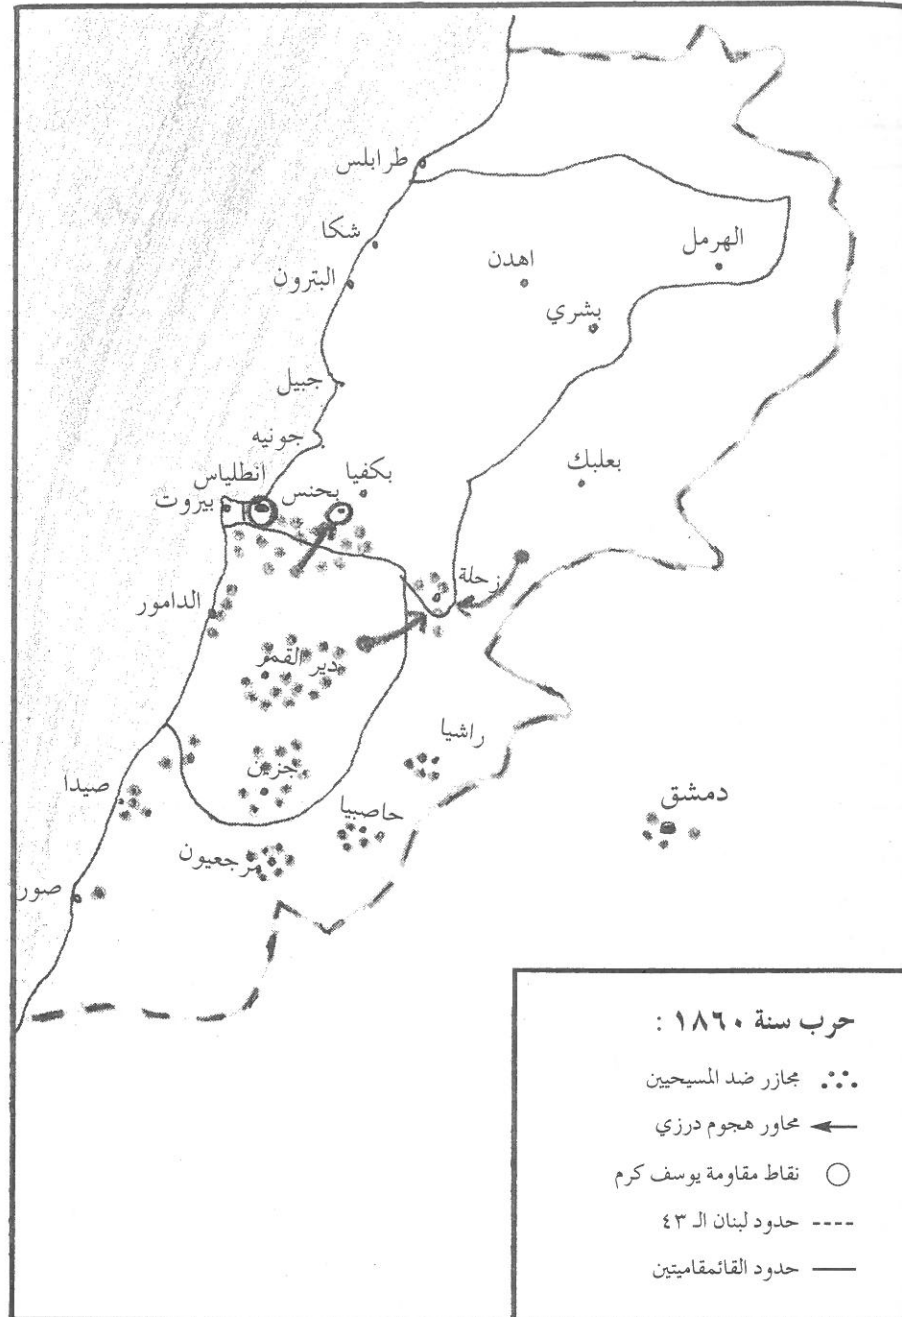 طرابلس
شكا
البترون
اهدن
الهرمل
بشري
جبيل
جونيه
انطلياس
بحنس
بكفيا
بعلبك
بيروت
زحلة
الدامور
دير القمر
راشيا
جزين
صيدا
حاصبيا
دمشق
مرجعيون
صور
حرب سنة ١٨٦٠ :
مجازر ضد المسيحيين
محاور هجوم درزي
نقاط مقاومة يوسف كرم
حدود لبنان الـ ٤٣
حدود القائمقاميتين